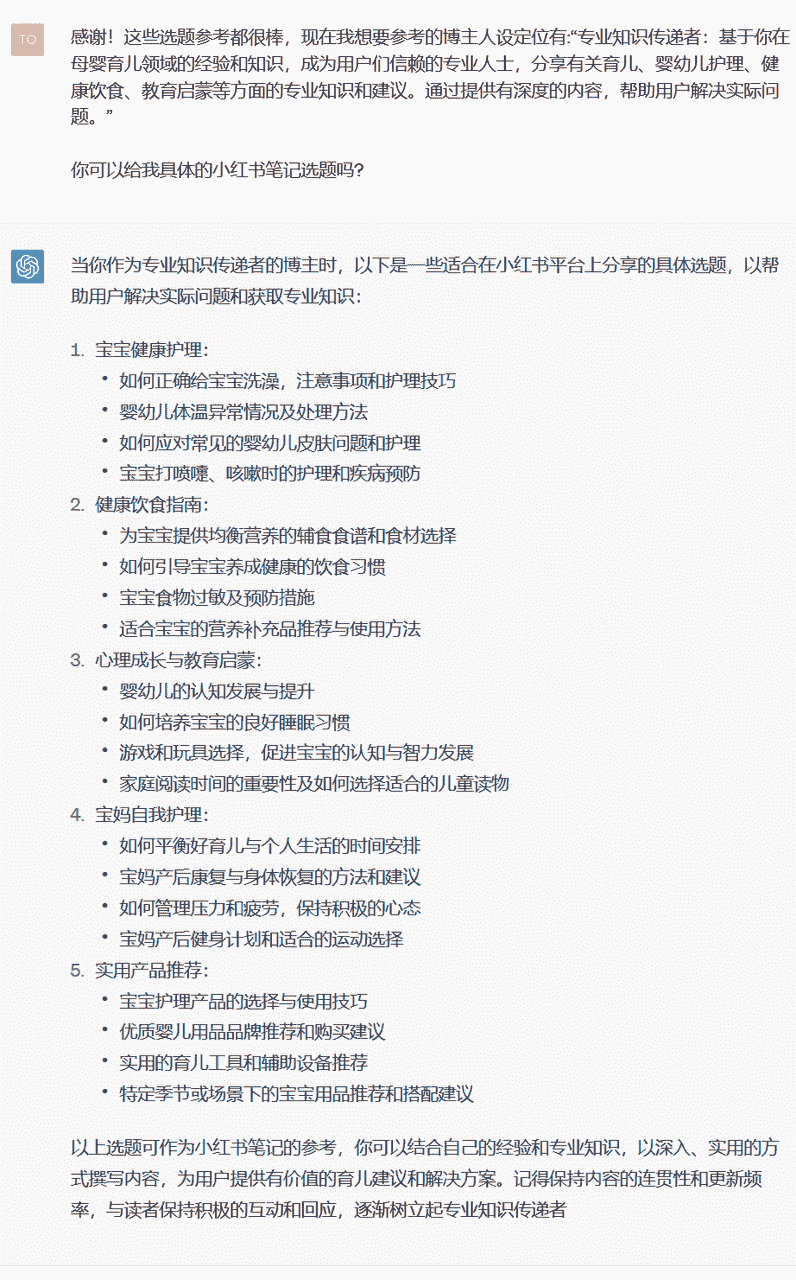 TO
感谢！这些选题参考都很棒，现在我想要参考的博主人设定位有:“专业知识传递者：基于你在
母婴育儿领域的经验和知识，成为用户们信赖的专业人士，分享有关育儿、婴幼儿护理、健
康饮食、教育启蒙等方面的专业知识和建议。通过提供有深度的内容，帮助用户解决实际问
题。”
你可以给我具体的小红书笔记选题吗?
当你作为专业知识传递者的博主时，以下是一些适合在小红书平台上分享的具体选题，以帮
助用户解决实际问题和获取专业知识：
1. 宝宝健康护理：
• 如何正确给宝宝洗澡，注意事项和护理技巧
• 婴幼儿体温异常情况及处理方法
• 如何应对常见的婴幼儿皮肤问题和护理
• 宝宝打喷嚏、咳嗽时的护理和疾病预防
2. 健康饮食指南：
• 为宝宝提供均衡营养的辅食食谱和食材选择
• 如何引导宝宝养成健康的饮食习惯
• 宝宝食物过敏及预防措施
• 适合宝宝的营养补充品推荐与使用方法
3. 心理成长与教育启蒙：
• 婴幼儿的认知发展与提升
• 如何培养宝宝的良好睡眠习惯
• 游戏和玩具选择，促进宝宝的认知与智力发展
• 家庭阅读时间的重要性及如何选择适合的儿童读物
4. 宝妈自我护理：
• 如何平衡好育儿与个人生活的时间安排
• 宝妈产后康复与身体恢复的方法和建议
• 如何管理压力和疲劳，保持积极的心态
• 宝妈产后健身计划和适合的运动选择
5. 实用产品推荐：
• 宝宝护理产品的选择与使用技巧
• 优质婴儿用品品牌推荐和购买建议
• 实用的育儿工具和辅助设备推荐
• 特定季节或场景下的宝宝用品推荐和搭配建议
以上选题可作为小红书笔记的参考，你可以结合自己的经验和专业知识，以深入、实用的方
式撰写内容，为用户提供有价值的育儿建议和解决方案。记得保持内容的连贯性和更新频
率，与读者保持积极的互动和回应，逐渐树立起专业知识传递者